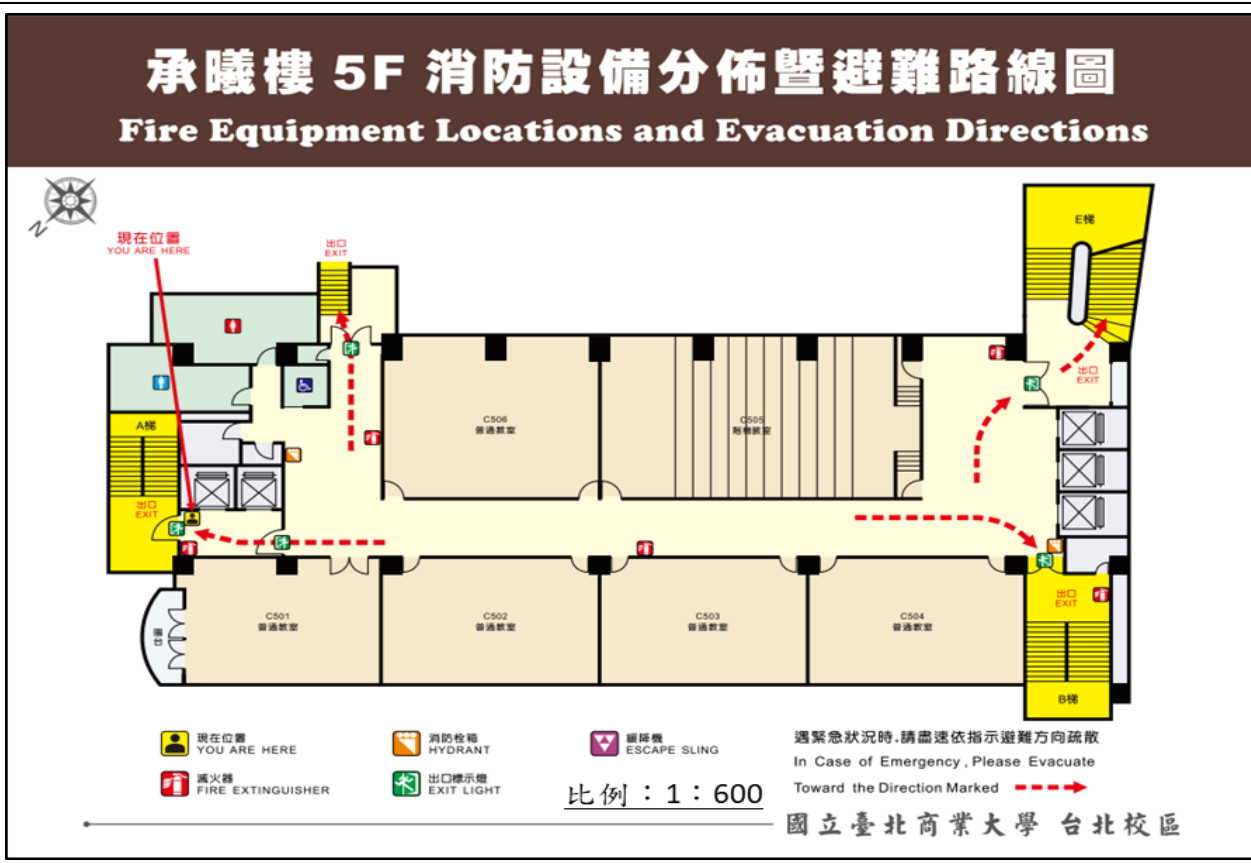 承曦樓 5F 消防設備分佈暨避難路線圖
Fire Equipment Locations and Evacuation Directions
N
現在位置
YOU ARE HERE
出口
EXIT
E梯
出口
EXIT
A梯
出口
EXIT
C506
普通教室
C505
階梯教室
C501
普通教室
C502
普通教室
C503
普通教室
C504
普通教室
陽台
出口
EXIT
B梯
現在位置
YOU ARE HERE
消防栓箱
HYDRANT
緩降機
ESCAPE SLING
滅火器
FIRE EXTINGUISHER
出口標示燈
EXIT LIGHT
比例：1：600
遇緊急狀況時.請盡速依指示避難方向疏散
In Case of Emergency, Please Evacuate
Toward the Direction Marked
國立臺北商業大學 台北校區